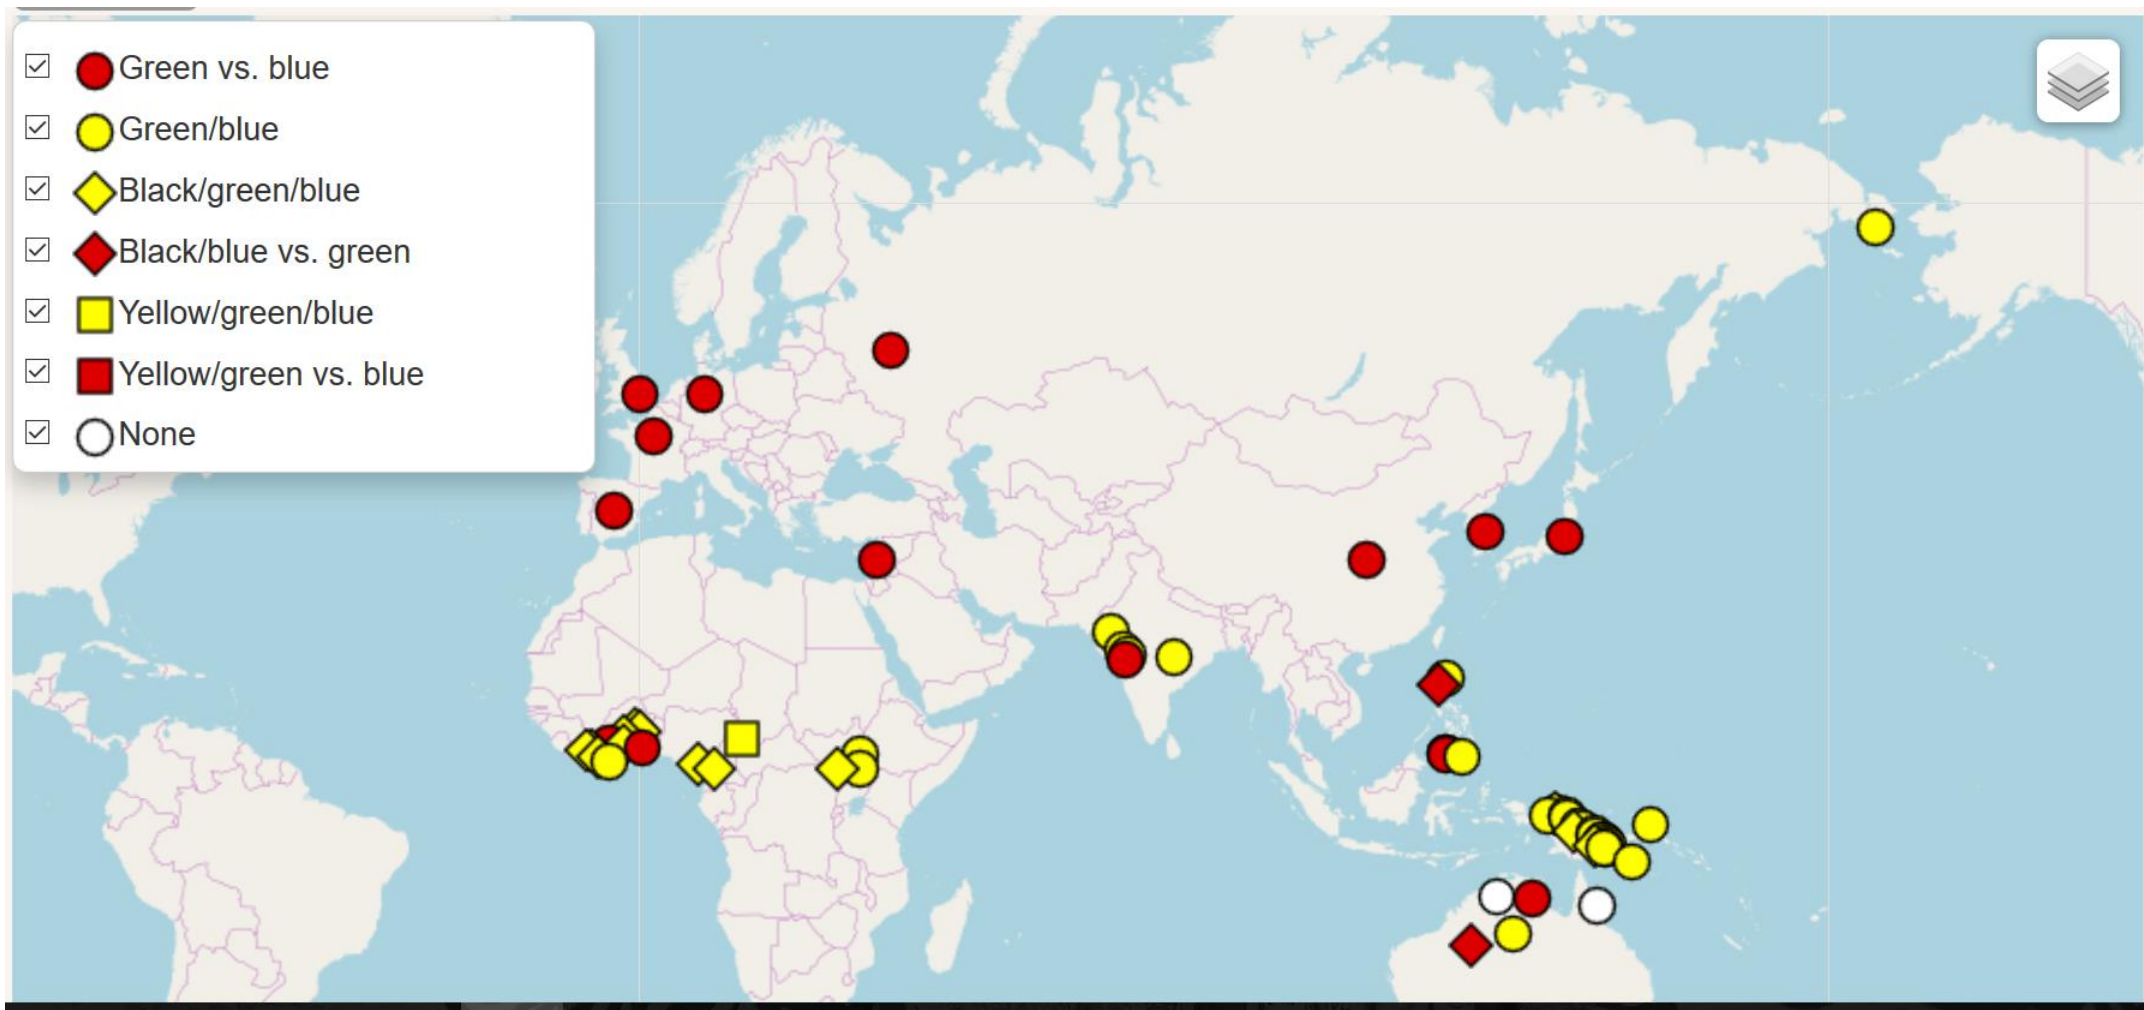 Green vs. blue
Green/blue
Black/green/blue
Black/blue vs. green
Yellow/green/blue
Yellow/green vs. blue
None